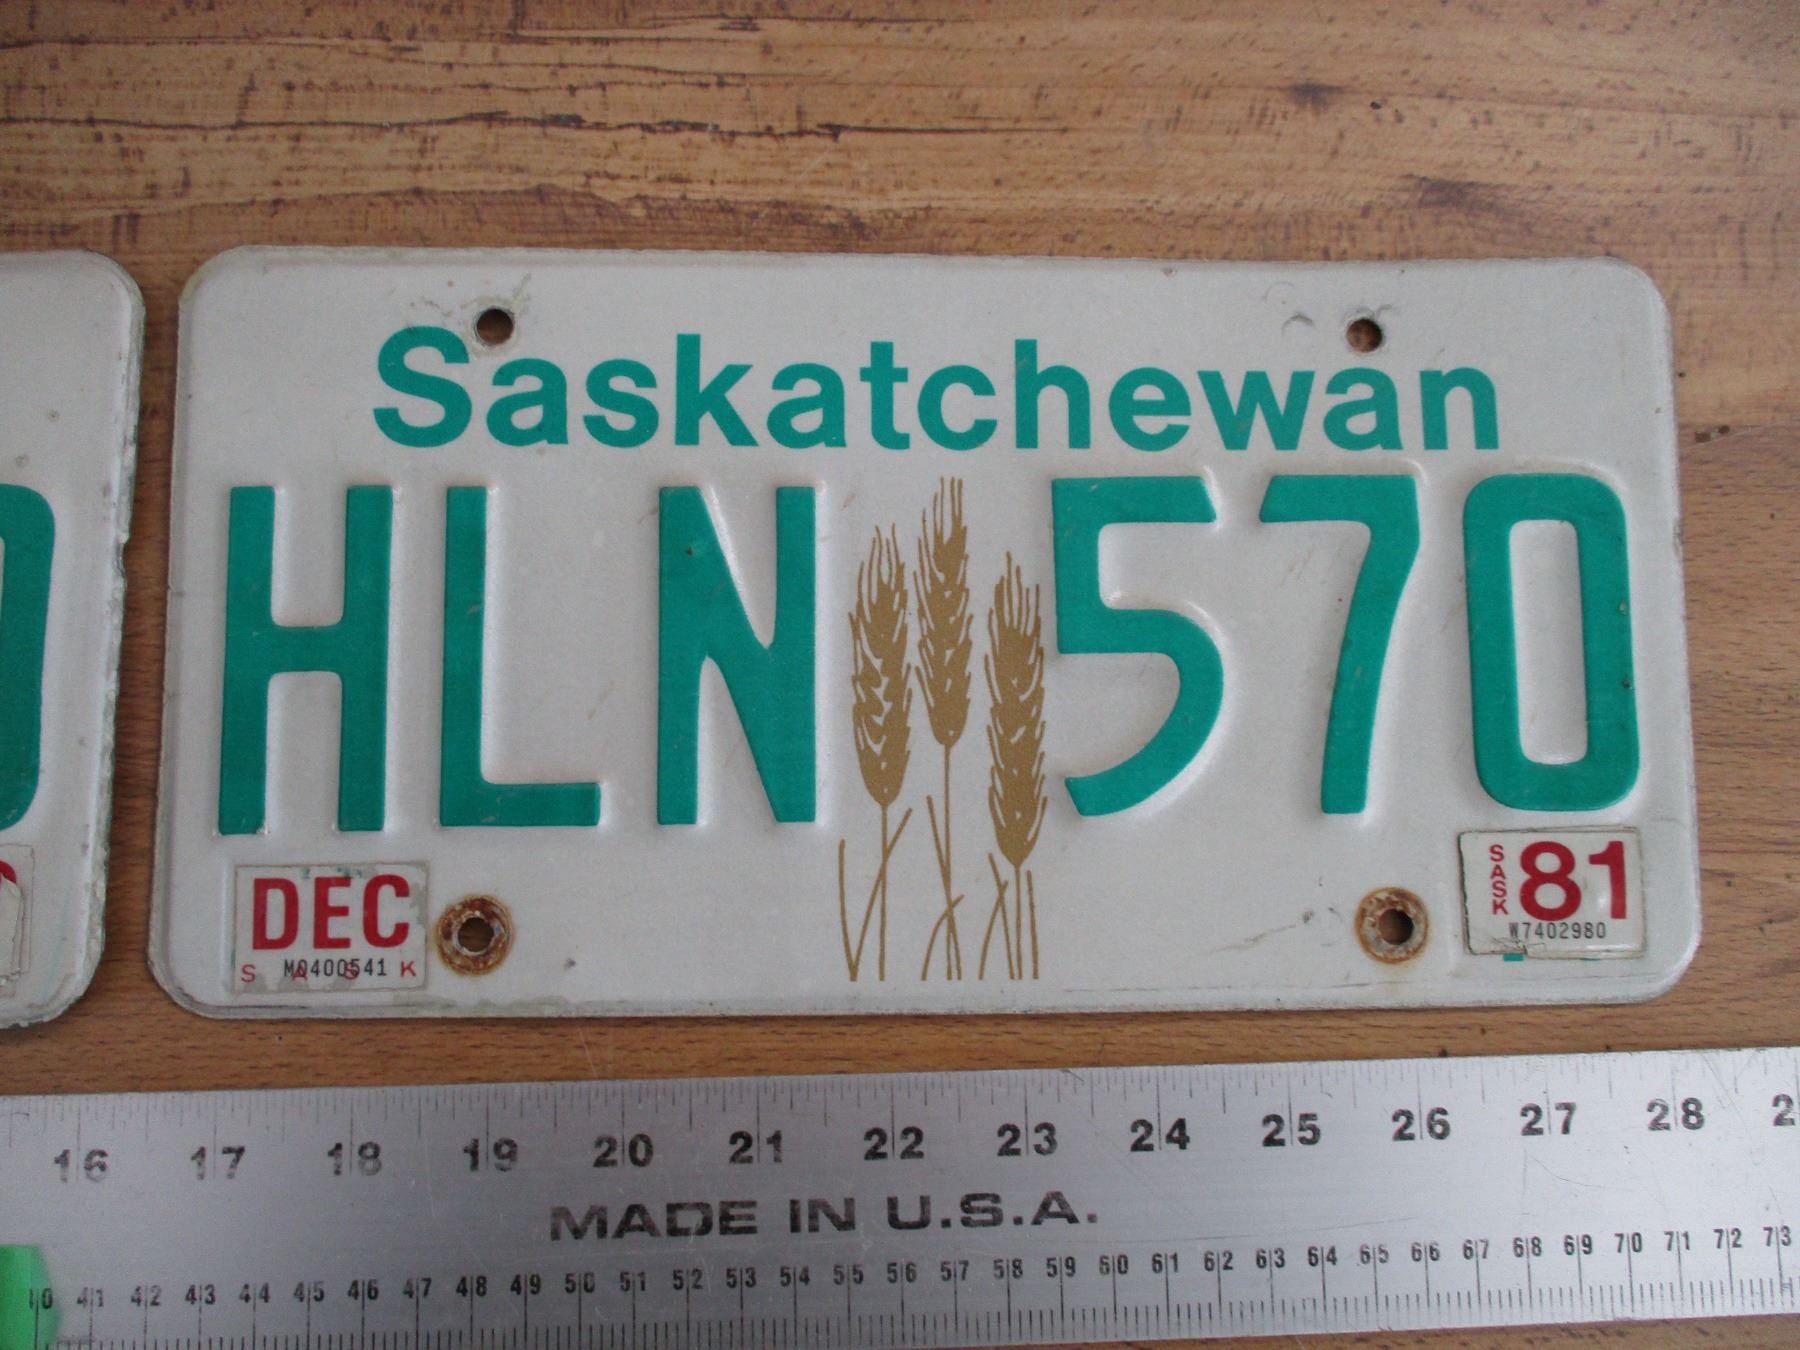 Saskatchewan
HLN 570
DEC
M0400541
S A S K
SASK
81
W7402980
16 17 18 19 20 21 22 23 24 25 26 27 28 2
MADE IN U.S.A.
40 41 42 43 44 45 46 47 48 49 50 51 52 53 54 55 56 57 58 59 60 61 62 63 64 65 66 67 68 69 70 71 72 73